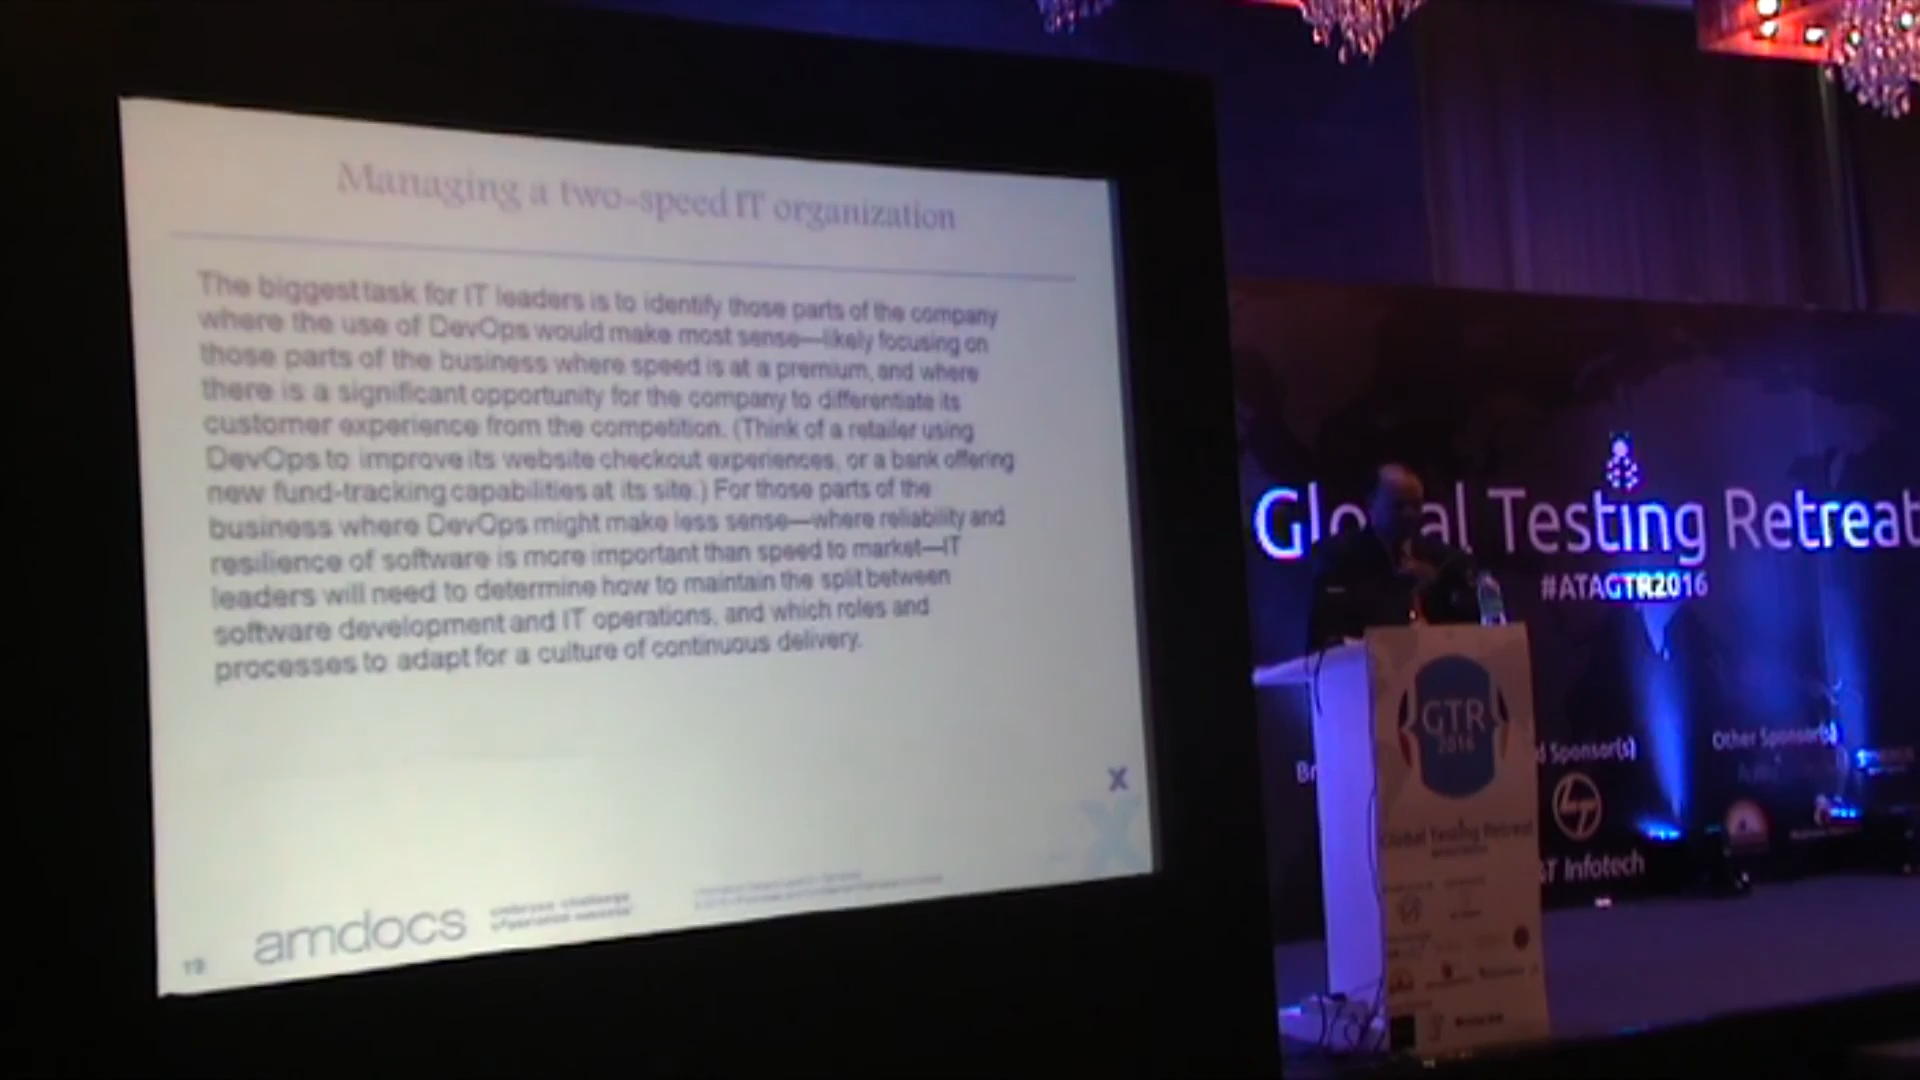 Managing a two-speed IT organization
The biggest task for IT leaders is to identify those parts of the company
where the use of DevOps would make most sense—likely focusing on
those parts of the business where speed is at a premium, and where
there is a significant opportunity for the company to differentiate its
customer experience from the competition. (Think of a retailer using
DevOps to improve its website checkout experiences, or a bank offering
new fund-tracking capabilities at its site.) For those parts of the
business where DevOps might make less sense—where reliability and
resilience of software is more important than speed to market—IT
leaders will need to determine how to maintain the split between
software development and IT operations, and which roles and
processes to adapt for a culture of continuous delivery.
X
19
amdocs
embrace challenge
experience success
Glo al Testing Retreat
#ATAGTR2016
GTR
2016
Global Testing Retreat
d Sponsor(s)
Other Sponsor(s)
Br
&T Infotech